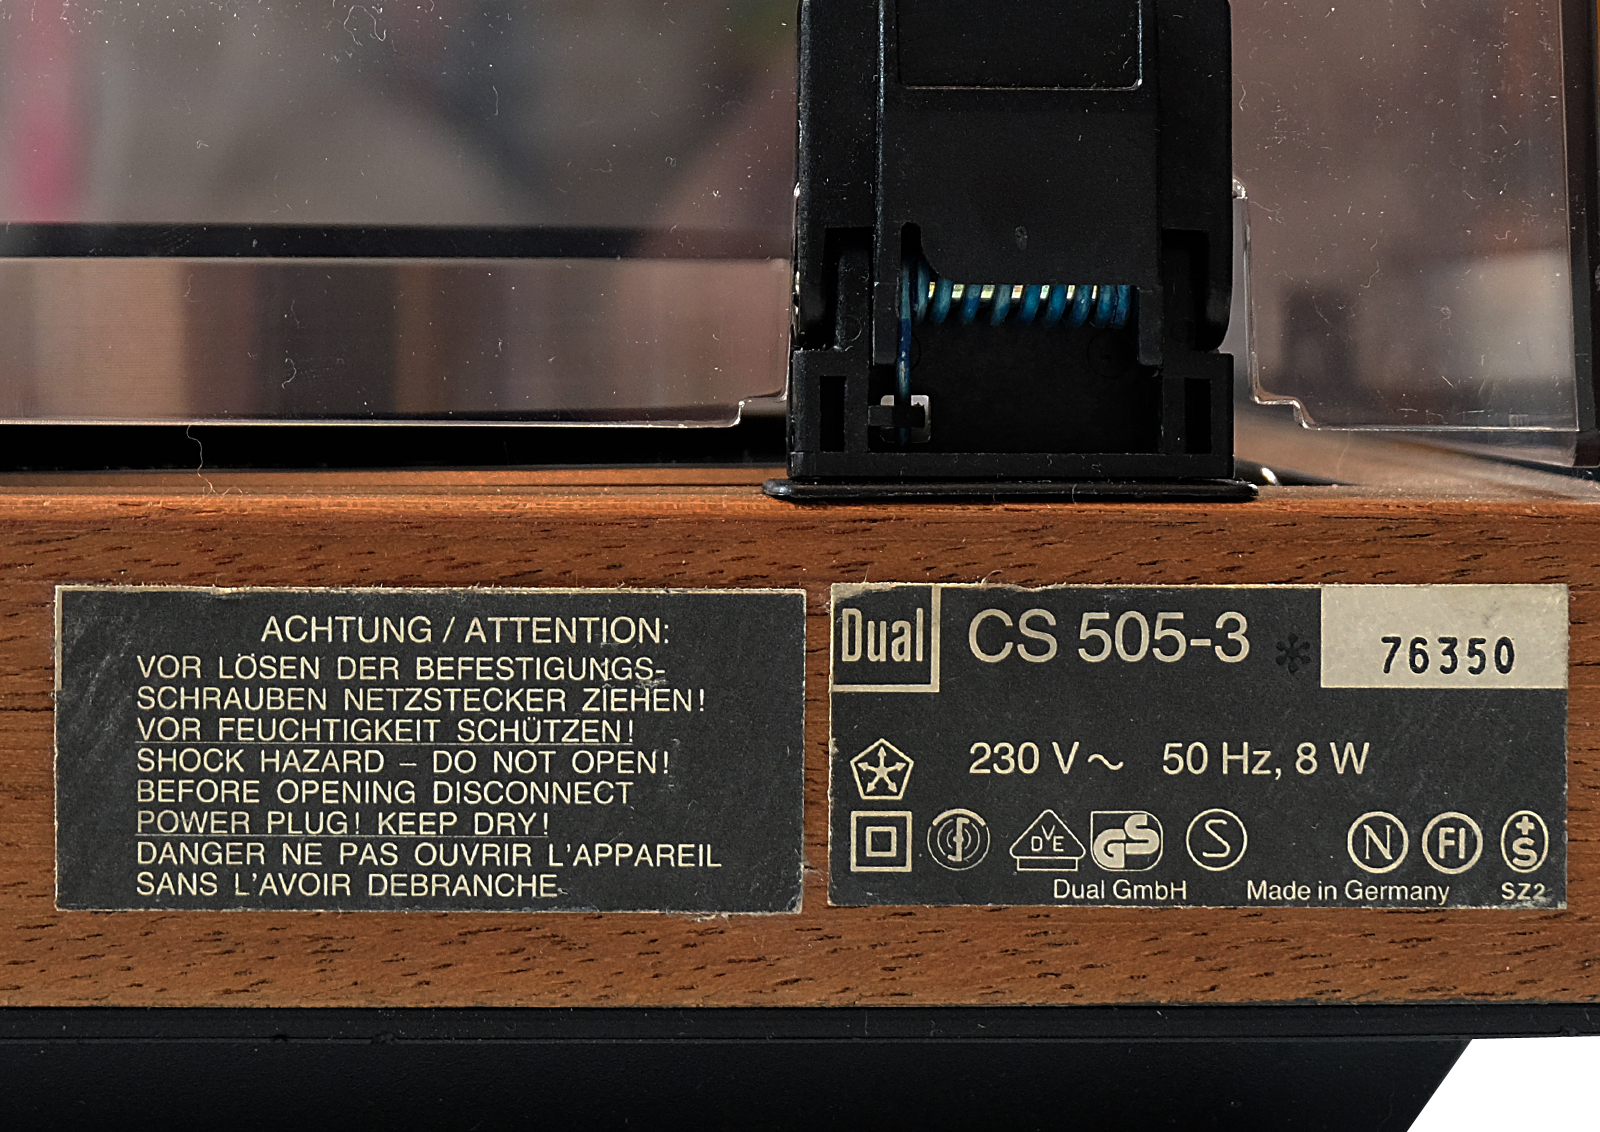 ACHTUNG / ATTENTION:
VOR LÖSEN DER BEFESTIGUNGS-
SCHRAUBEN NETZSTECKER ZIEHEN!
VOR FEUCHTIGKEIT SCHÜTZEN!
SHOCK HAZARD – DO NOT OPEN!
BEFORE OPENING DISCONNECT
POWER PLUG! KEEP DRY!
DANGER NE PAS OUVRIR L'APPAREIL
SANS L'AVOIR DEBRANCHE
Dual CS 505-3 * 76350
230 V ~ 50 Hz, 8 W
DVE GS S N FI +S
Dual GmbH Made in Germany SZ2